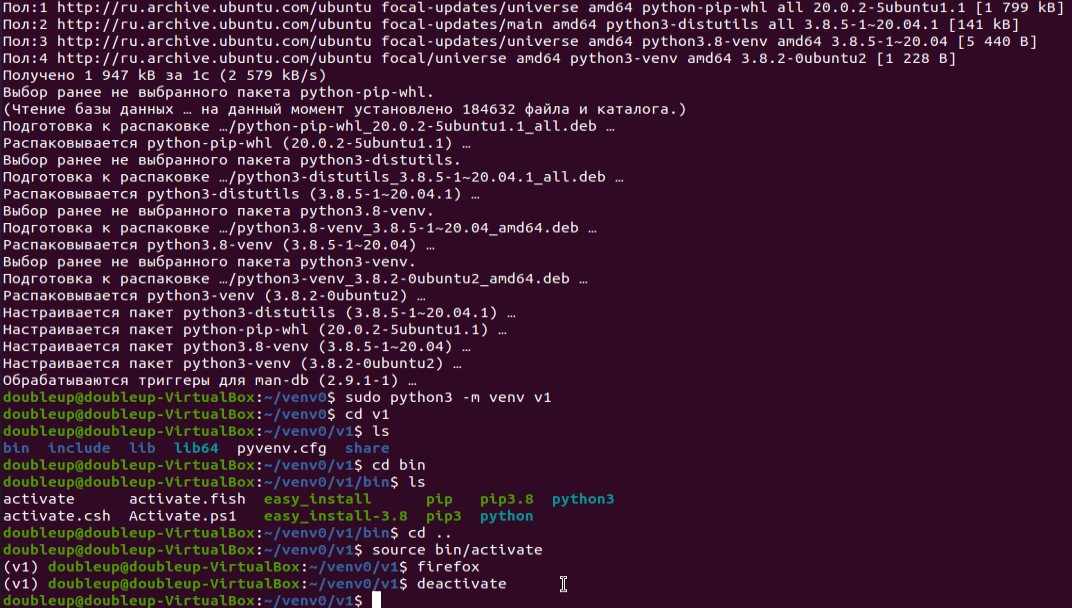 Пол:1 http://ru.archive.ubuntu.com/ubuntu focal-updates/universe amd64 python-pip-whl all 20.0.2-5ubuntu1.1 [1 799 kB]
Пол:2 http://ru.archive.ubuntu.com/ubuntu focal-updates/main amd64 python3-distutils all 3.8.5-1~20.04.1 [141 kB]
Пол:3 http://ru.archive.ubuntu.com/ubuntu focal-updates/universe amd64 python3.8-venv amd64 3.8.5-1~20.04 [5 440 B]
Пол:4 http://ru.archive.ubuntu.com/ubuntu focal/universe amd64 python3-venv amd64 3.8.2-0ubuntu2 [1 228 B]
Получено 1 947 kB за 1с (2 579 kB/s)
Выбор ранее не выбранного пакета python-pip-whl.
(Чтение базы данных … на данный момент установлено 184632 файла и каталога.)
Подготовка к распаковке …/python-pip-whl_20.0.2-5ubuntu1.1_all.deb …
Распаковывается python-pip-whl (20.0.2-5ubuntu1.1) …
Выбор ранее не выбранного пакета python3-distutils.
Подготовка к распаковке …/python3-distutils_3.8.5-1~20.04.1_all.deb …
Распаковывается python3-distutils (3.8.5-1~20.04.1) …
Выбор ранее не выбранного пакета python3.8-venv.
Подготовка к распаковке …/python3.8-venv_3.8.5-1~20.04_amd64.deb …
Распаковывается python3.8-venv (3.8.5-1~20.04) …
Выбор ранее не выбранного пакета python3-venv.
Подготовка к распаковке …/python3-venv_3.8.2-0ubuntu2_amd64.deb …
Распаковывается python3-venv (3.8.2-0ubuntu2) …
Настраивается пакет python3-distutils (3.8.5-1~20.04.1) …
Настраивается пакет python-pip-whl (20.0.2-5ubuntu1.1) …
Настраивается пакет python3.8-venv (3.8.5-1~20.04) …
Настраивается пакет python3-venv (3.8.2-0ubuntu2) …
Обрабатываются триггеры для man-db (2.9.1-1) …
doubleup@doubleup-VirtualBox:~/venv0$ sudo python3 -m venv v1
doubleup@doubleup-VirtualBox:~/venv0$ cd v1
doubleup@doubleup-VirtualBox:~/venv0/v1$ ls
bin include lib lib64 pyvenv.cfg share
doubleup@doubleup-VirtualBox:~/venv0/v1$ cd bin
doubleup@doubleup-VirtualBox:~/venv0/v1/bin$ ls
activate activate.fish easy_install pip pip3.8 python3
activate.csh Activate.ps1 easy_install-3.8 pip3 python
doubleup@doubleup-VirtualBox:~/venv0/v1/bin$ cd ..
doubleup@doubleup-VirtualBox:~/venv0/v1$ source bin/activate
(v1) doubleup@doubleup-VirtualBox:~/venv0/v1$ firefox
(v1) doubleup@doubleup-VirtualBox:~/venv0/v1$ deactivate
doubleup@doubleup-VirtualBox:~/venv0/v1$